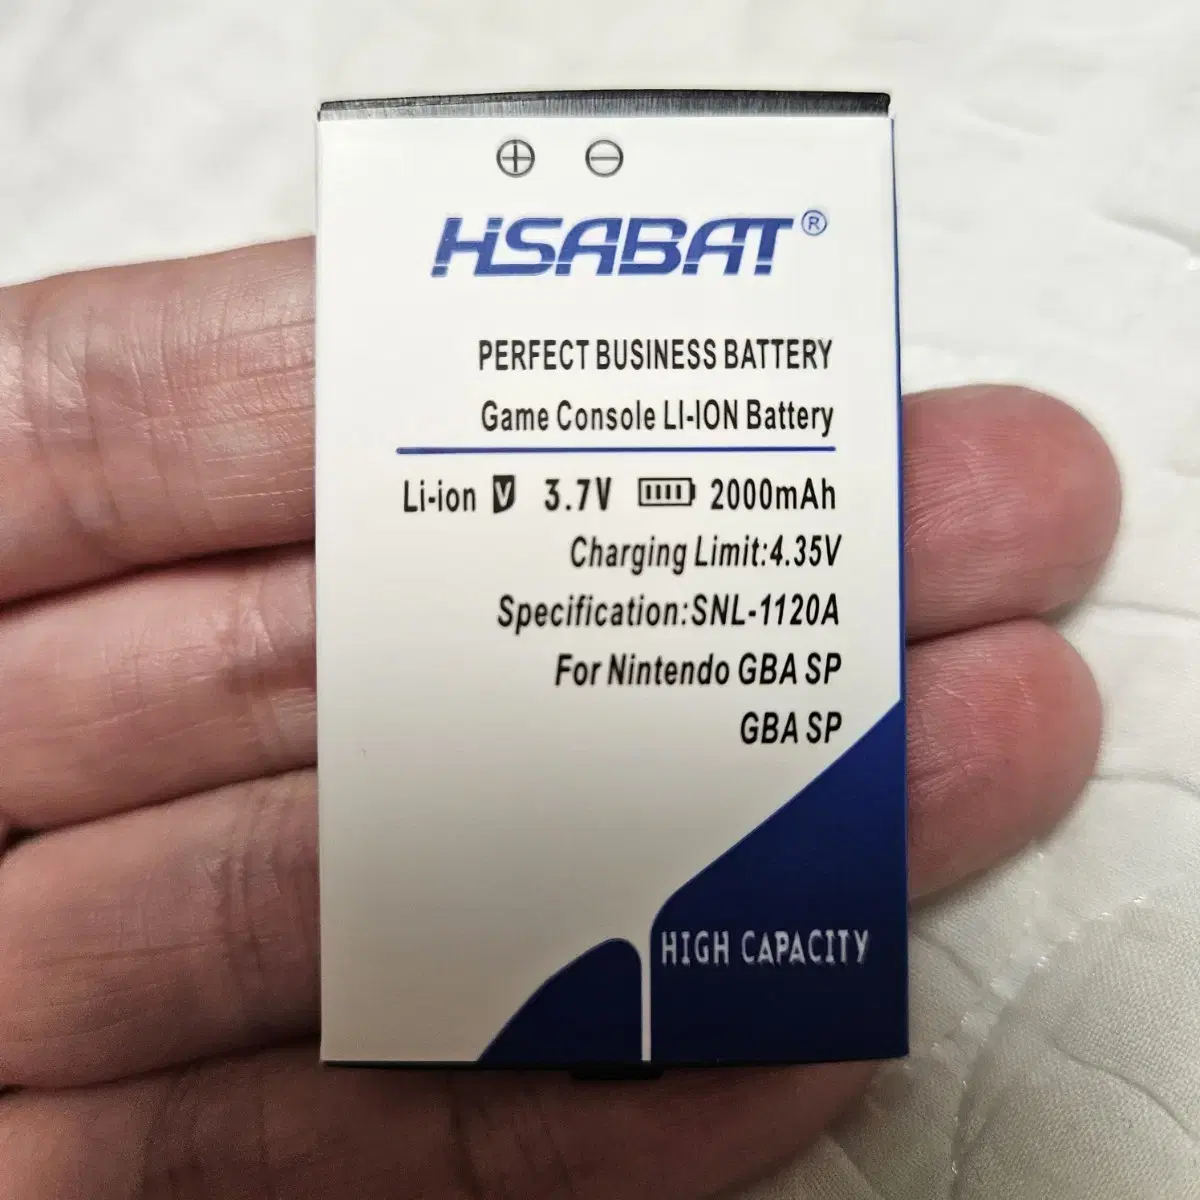 ⊕ ⊖
HSABAT®
PERFECT BUSINESS BATTERY
Game Console LI-ION Battery
Li-ion V 3.7V 2000mAh
Charging Limit:4.35V
Specification:SNL-1120A
For Nintendo GBA SP
GBA SP
HIGH CAPACITY